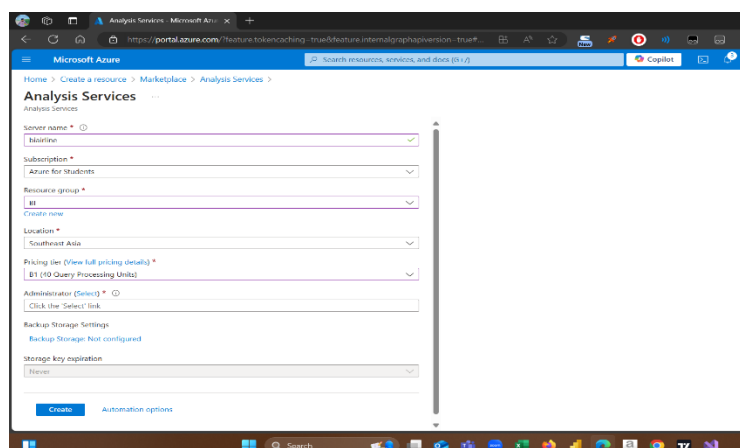 Analysis Services - Microsoft Azu
https://portal.azure.com/?feature.tokencaching=true&feature.internalgraphapiversion=true#...
New
Microsoft Azure
Search resources, services, and docs (G+/)
Copilot
Home > Create a resource > Marketplace > Analysis Services >
Analysis Services ...
Analysis Services
Server name *
biairline
Subscription *
Azure for Students
Resource group *
BI
Create new
Location *
Southeast Asia
Pricing tier (View full pricing details) *
B1 (40 Query Processing Units)
Administrator (Select) *
Click the 'Select' link
Backup Storage Settings
Backup Storage: Not configured
Storage key expiration
Never
Create
Automation options
Search